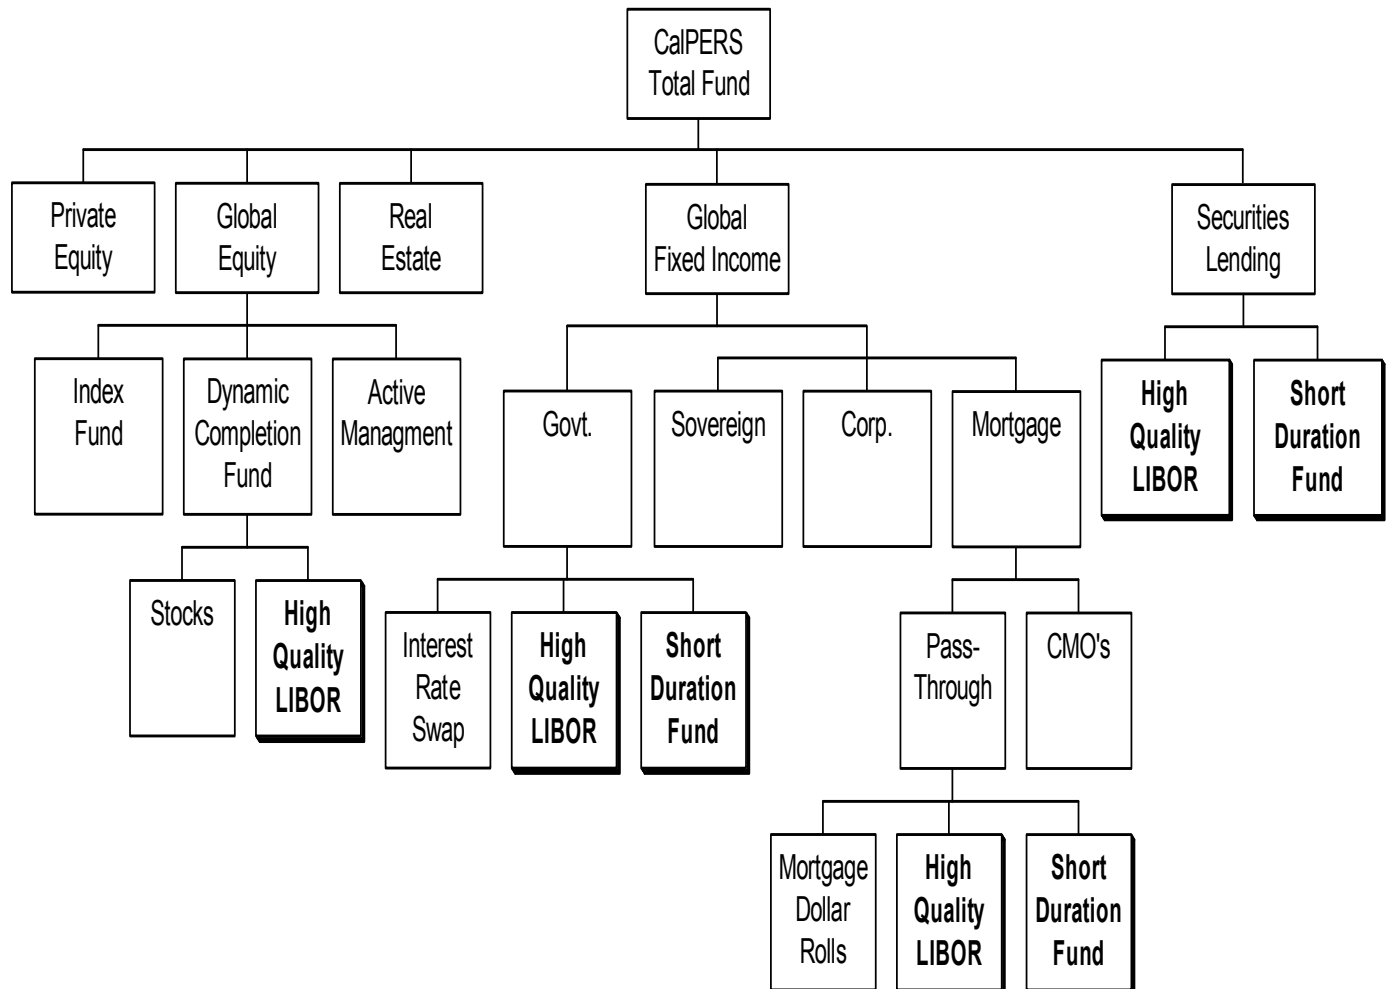 CalPERS
Total Fund
Private
Equity
Global
Equity
Real
Estate
Global
Fixed Income
Securities
Lending
Index
Fund
Dynamic
Completion
Fund
Active
Managment
Govt.
Sovereign
Corp.
Mortgage
High
Quality
LIBOR
Short
Duration
Fund
Stocks
High
Quality
LIBOR
Interest
Rate
Swap
High
Quality
LIBOR
Short
Duration
Fund
Pass-
Through
CMO's
Mortgage
Dollar
Rolls
High
Quality
LIBOR
Short
Duration
Fund